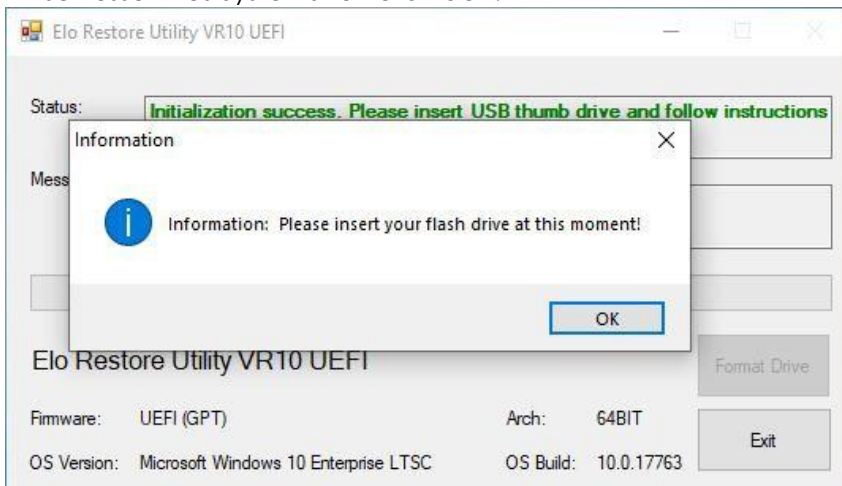 Elo Restore Utility VR10 UEFI
Status:
Initialization success. Please insert USB thumb drive and follow instructions
Information
Mess
Information: Please insert your flash drive at this moment!
OK
Elo Restore Utility VR10 UEFI
Format Drive
Firmware: UEFI (GPT) Arch: 64BIT
Exit
OS Version: Microsoft Windows 10 Enterprise LTSC OS Build: 10.0.17763